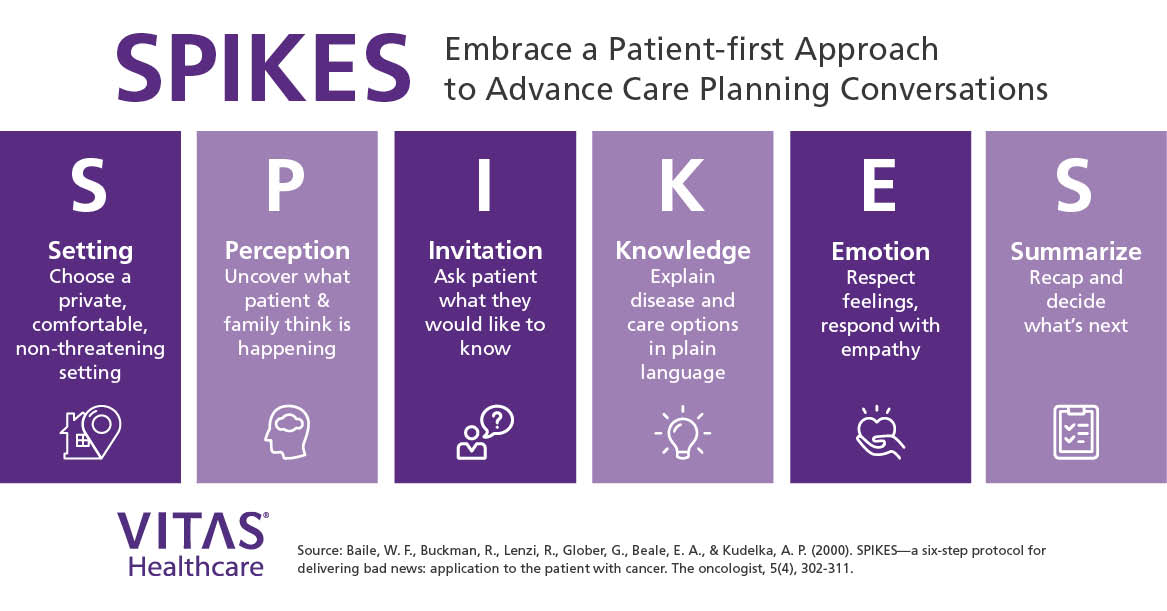 SPIKES
Embrace a Patient-first Approach
to Advance Care Planning Conversations
S
Setting
Choose a
private,
comfortable,
non-threatening
setting
P
Perception
Uncover what
patient &
family think is
happening
I
Invitation
Ask patient
what they
would like to
know
?
K
Knowledge
Explain
disease and
care options
in plain
language
E
Emotion
Respect
feelings,
respond with
empathy
S
Summarize
Recap and
decide
what’s next
VITAS®
Healthcare
Source: Baile, W. F., Buckman, R., Lenzi, R., Glober, G., Beale, E. A., & Kudelka, A. P. (2000). SPIKES—a six-step protocol for
delivering bad news: application to the patient with cancer. The oncologist, 5(4), 302-311.